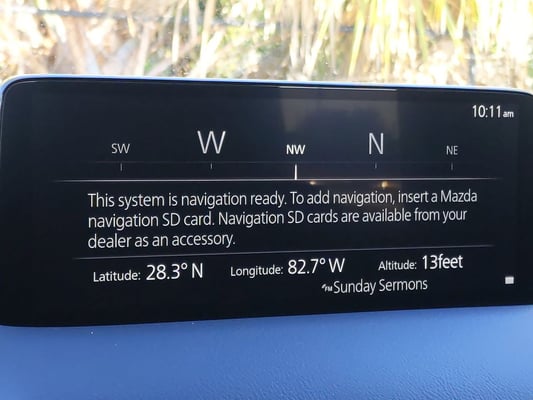 10:11am
SW W NW N NE
This system is navigation ready. To add navigation, insert a Mazda
navigation SD card. Navigation SD cards are available from your
dealer as an accessory.
Latitude: 28.3° N Longitude: 82.7° W Altitude: 13feet
FM Sunday Sermons